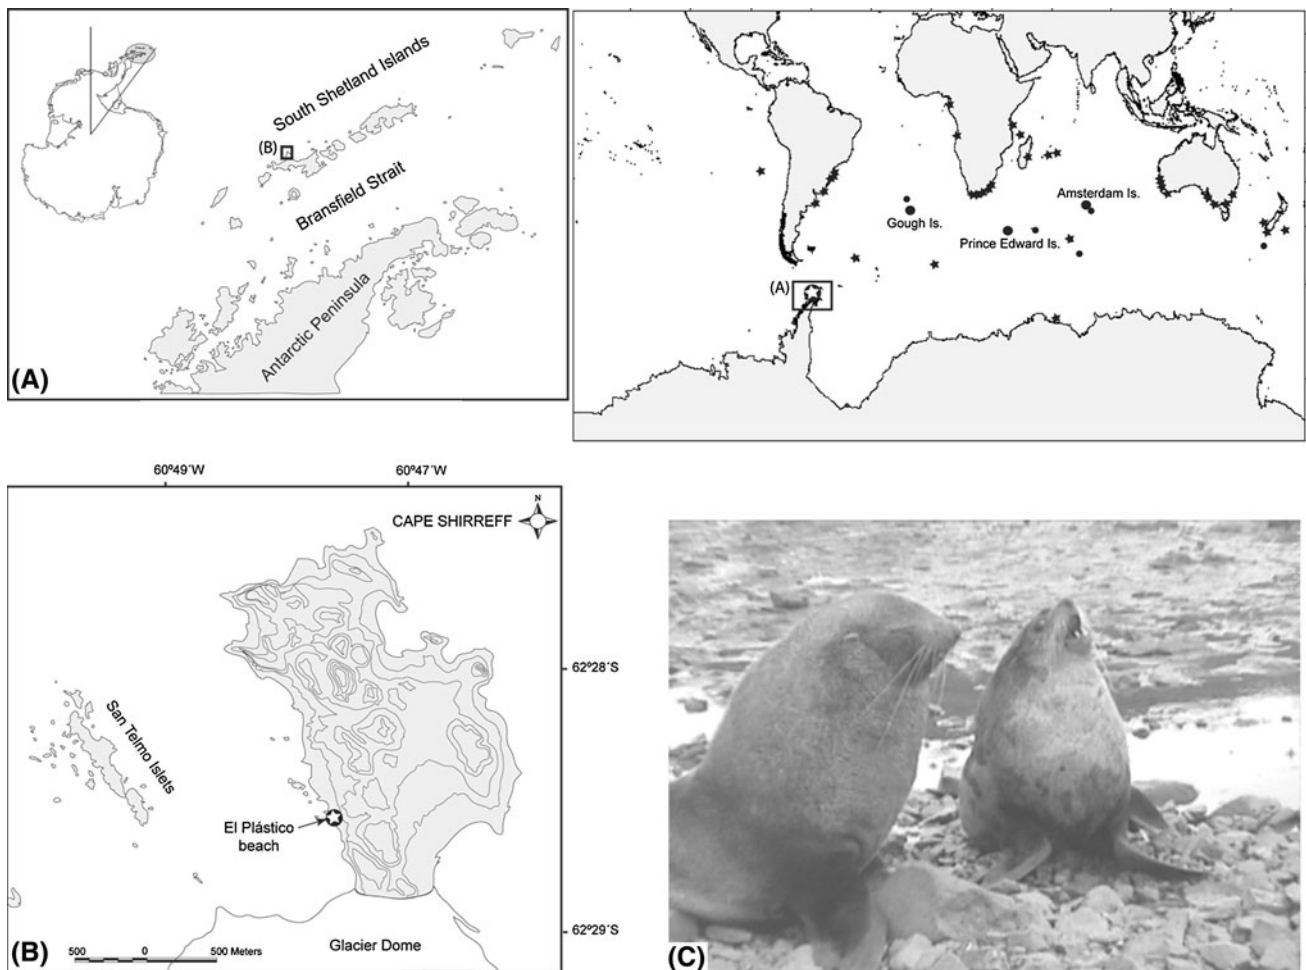 South Shetland Islands
(B)
Bransfield Strait
Antarctic Peninsula
(A)
Amsterdam Is.
Gough Is.
Prince Edward Is.
(A)
60º49´W
60º47´W
N
CAPE SHIRREFF
62º28´S
San Telmo Islets
El Plástico
beach
62º29´S
Glacier Dome
500 0 500 Meters
(B)
(C)